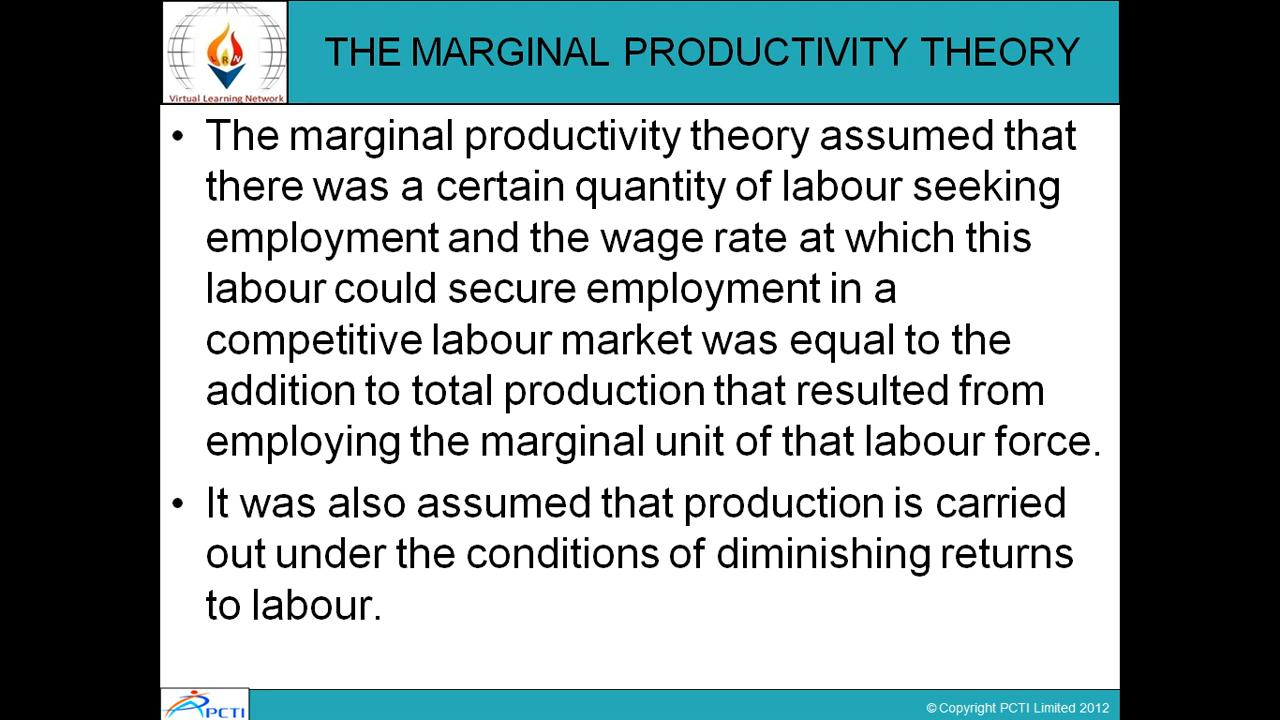 THE MARGINAL PRODUCTIVITY THEORY
Virtual Learning Network
• The marginal productivity theory assumed that
there was a certain quantity of labour seeking
employment and the wage rate at which this
labour could secure employment in a
competitive labour market was equal to the
addition to total production that resulted from
employing the marginal unit of that labour force.
• It was also assumed that production is carried
out under the conditions of diminishing returns
to labour.
PCTI
© Copyright PCTI Limited 2012